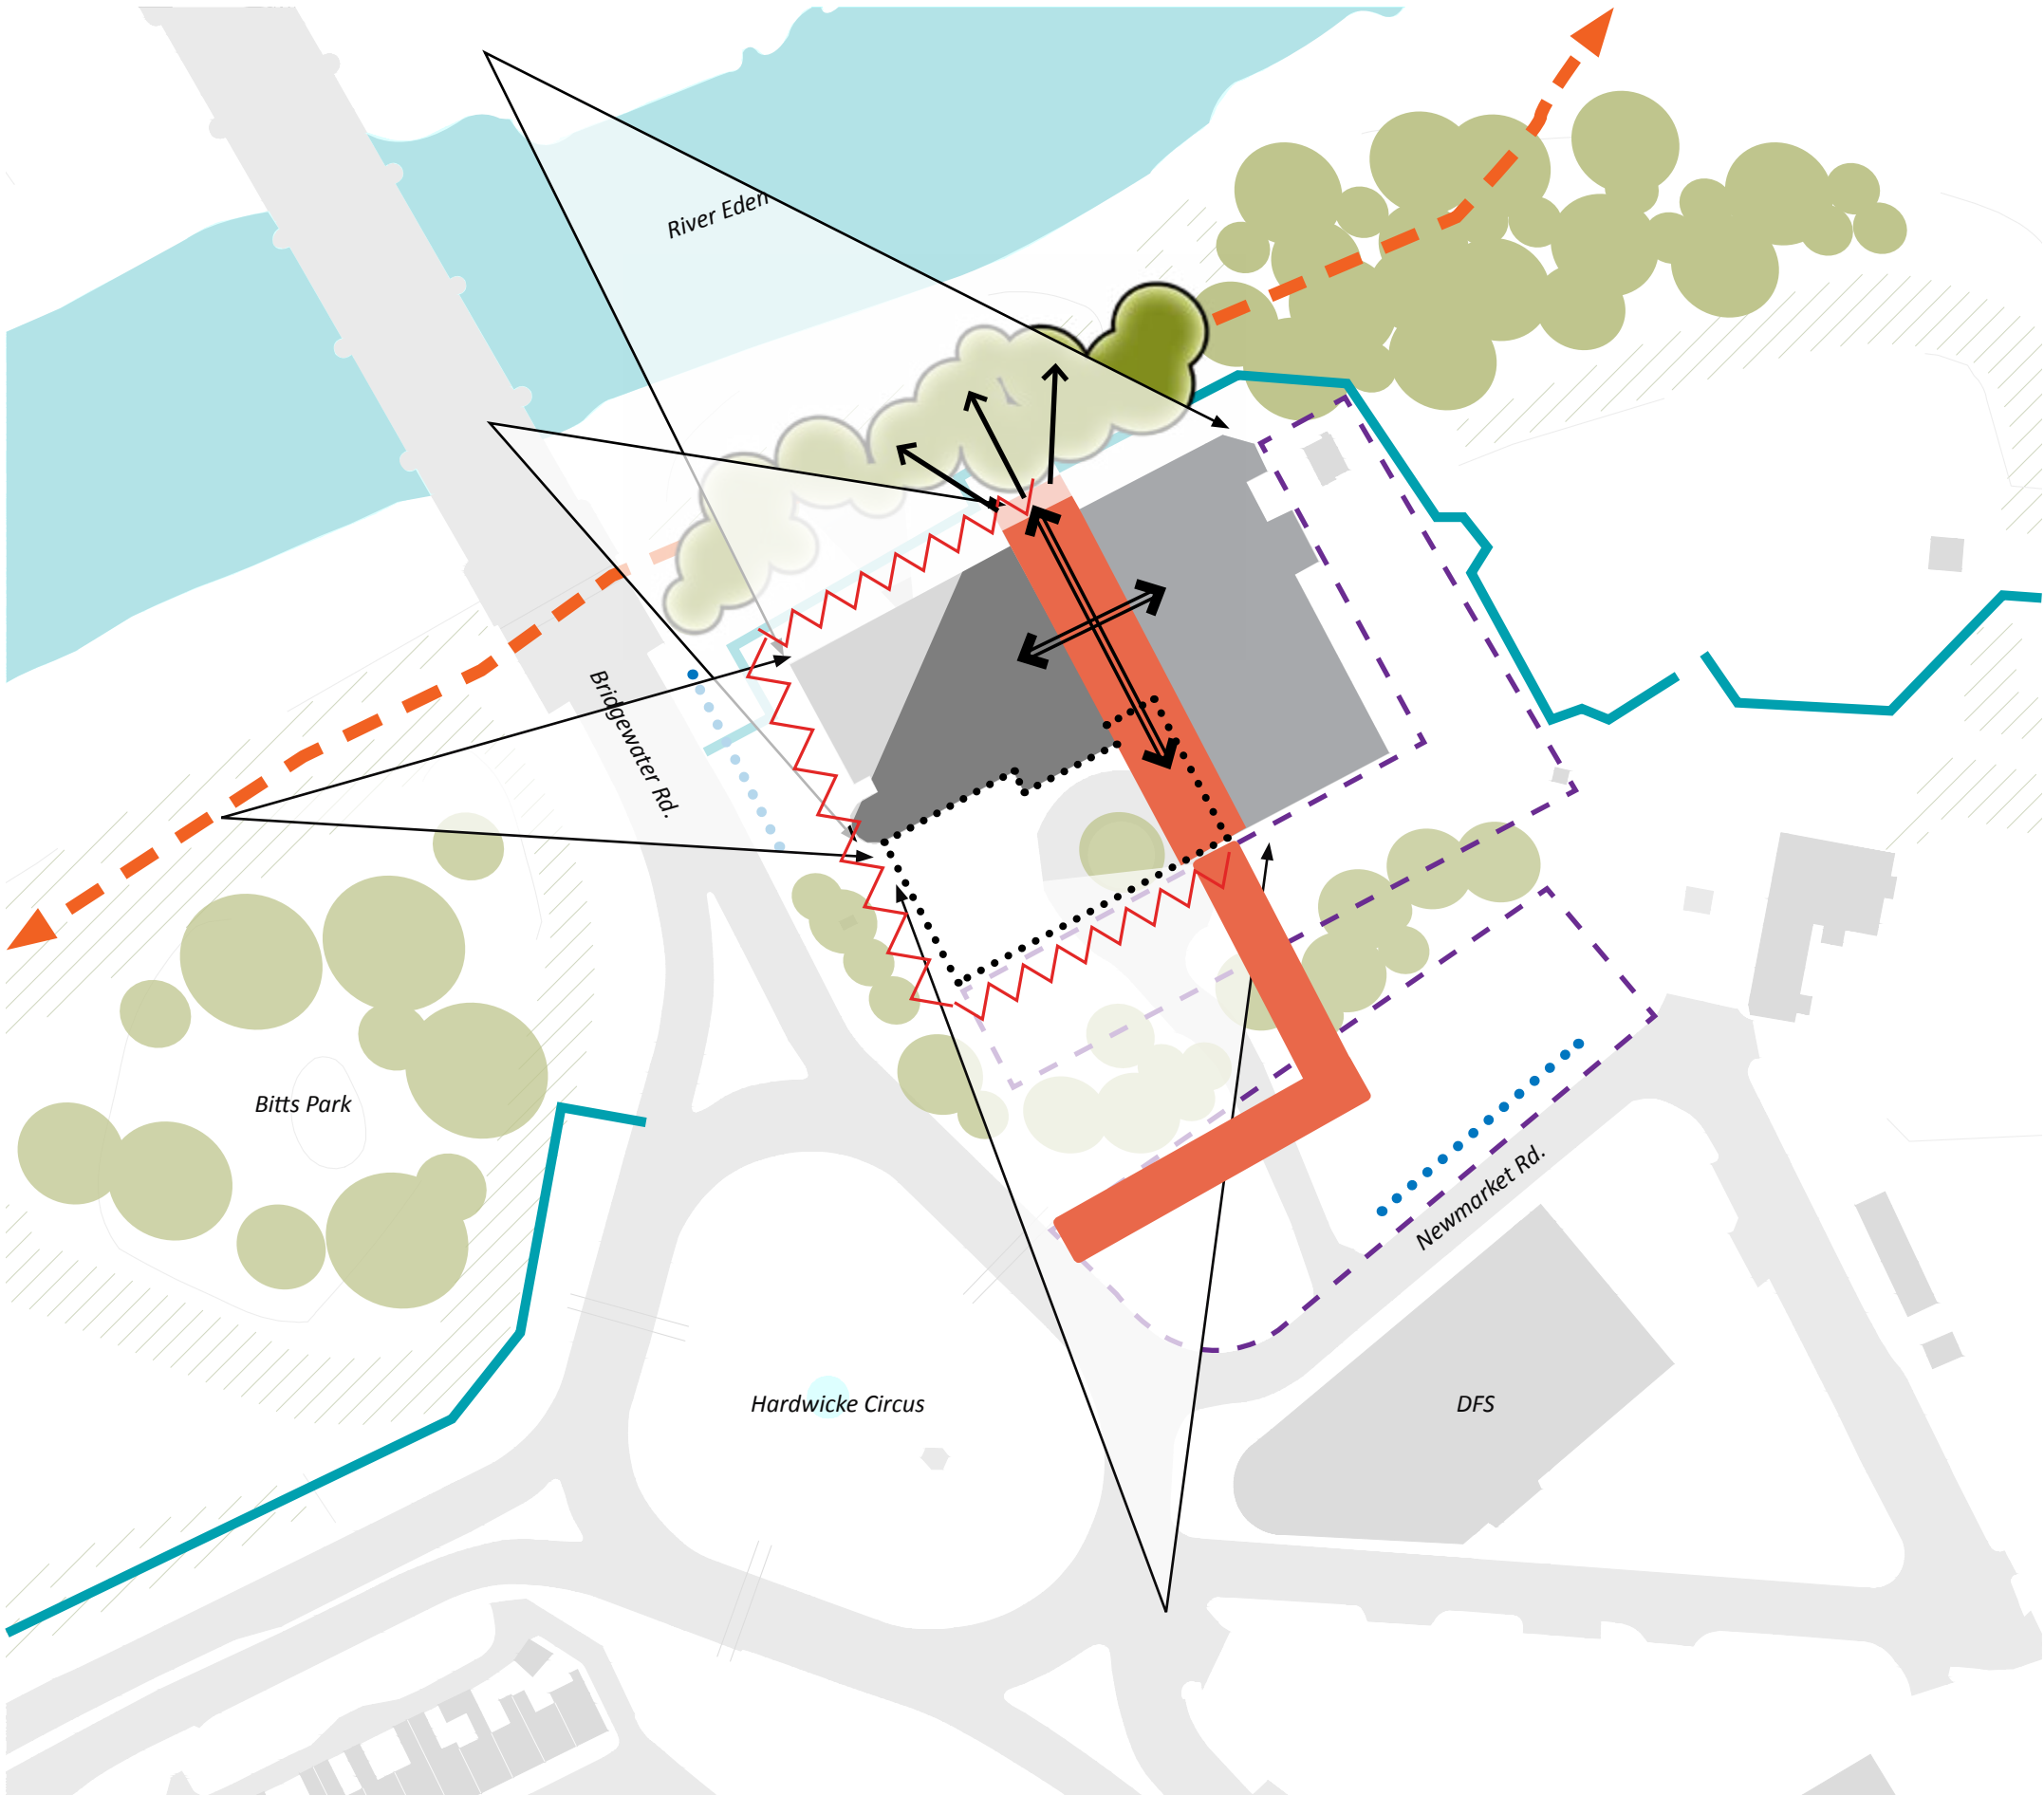 River Eden
Bridgewater Rd.
Bitts Park
Newmarket Rd.
Hardwicke Circus
DFS